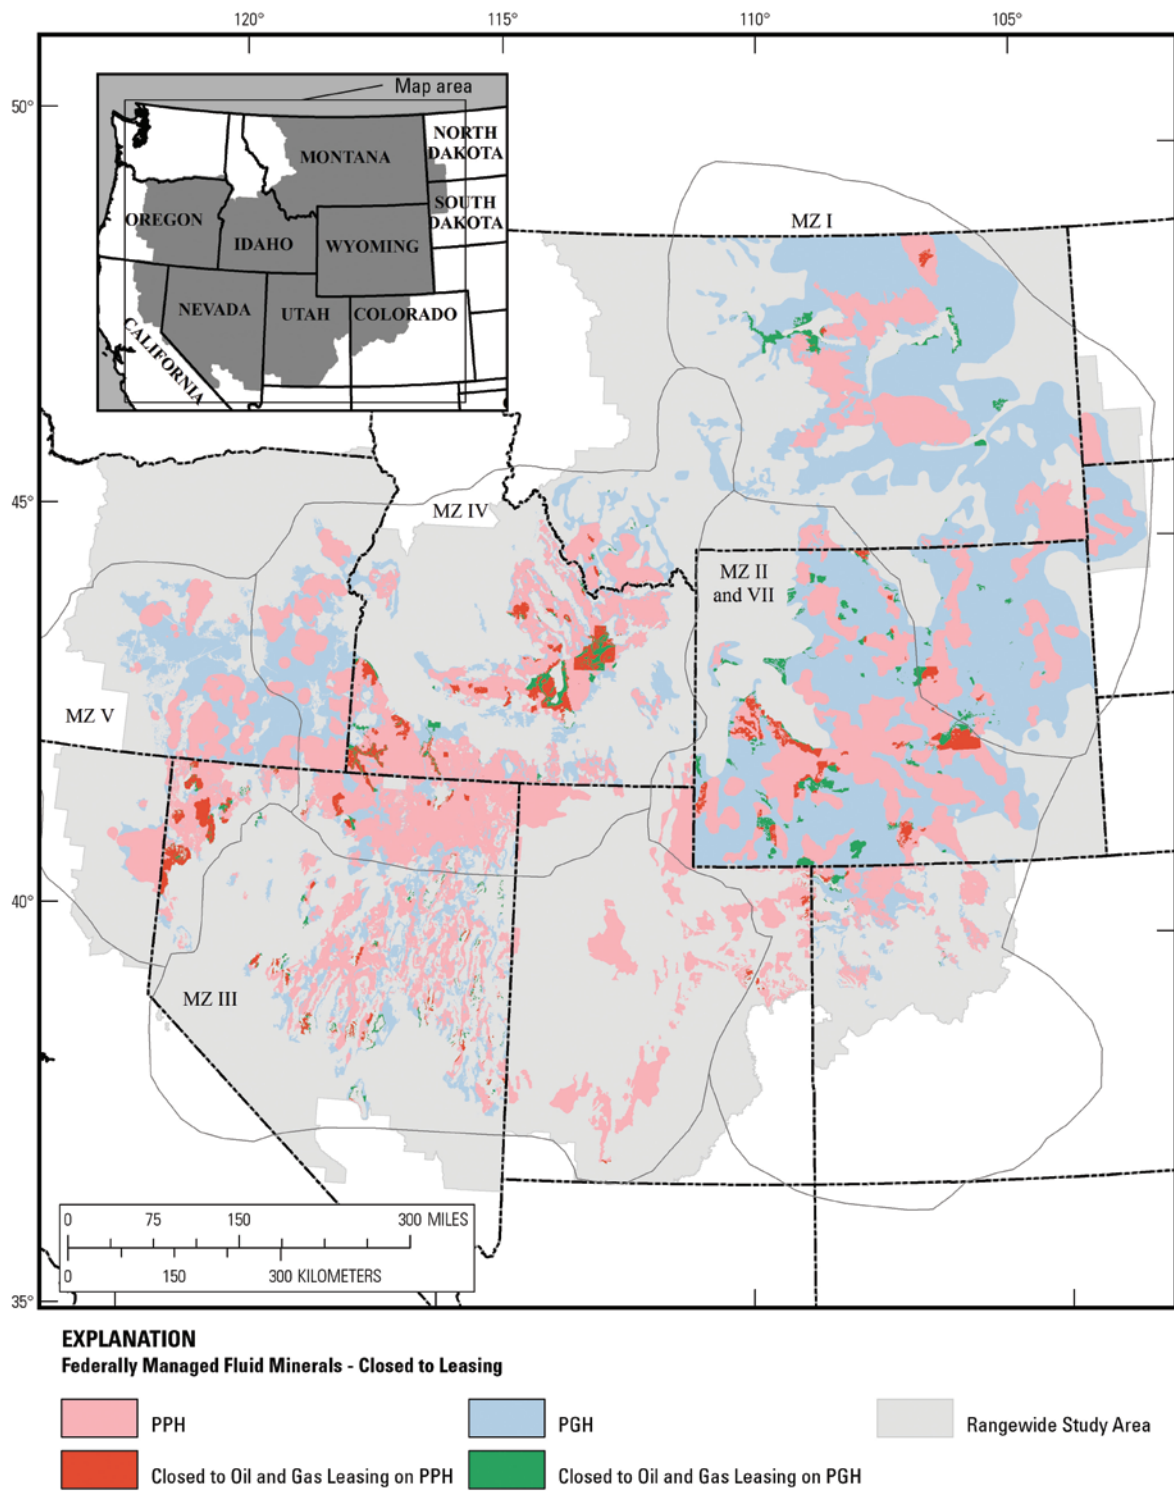 120°
115°
110°
105°
50°
Map area
NORTH
DAKOTA
MONTANA
SOUTH
DAKOTA
OREGON
IDAHO
WYOMING
NEVADA
UTAH
COLORADO
CALIFORNIA
MZ I
45°
MZ IV
MZ II
and VII
MZ V
40°
MZ III
0 75 150 300 MILES
0 150 300 KILOMETERS
35°
EXPLANATION
Federally Managed Fluid Minerals - Closed to Leasing
PPH
PGH
Rangewide Study Area
Closed to Oil and Gas Leasing on PPH
Closed to Oil and Gas Leasing on PGH